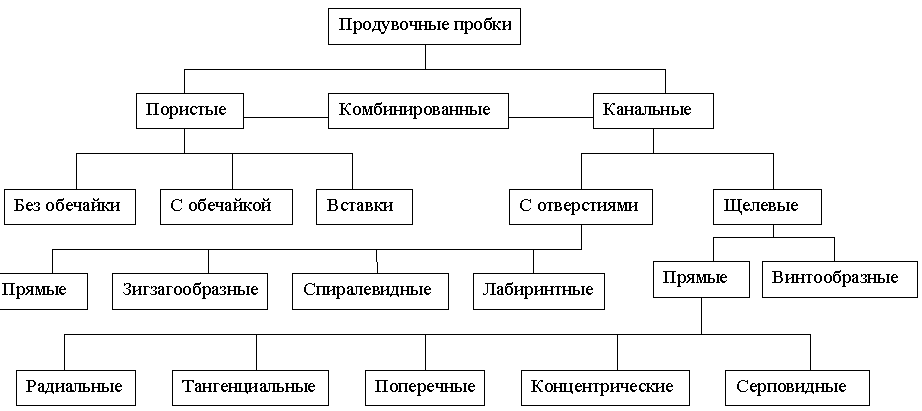 Продувочные пробки
Пористые
Комбинированные
Канальные
Без обечайки
С обечайкой
Вставки
С отверстиями
Щелевые
Прямые
Зигзагообразные
Спиралевидные
Лабиринтные
Прямые
Винтообразные
Радиальные
Тангенциальные
Поперечные
Концентрические
Серповидные